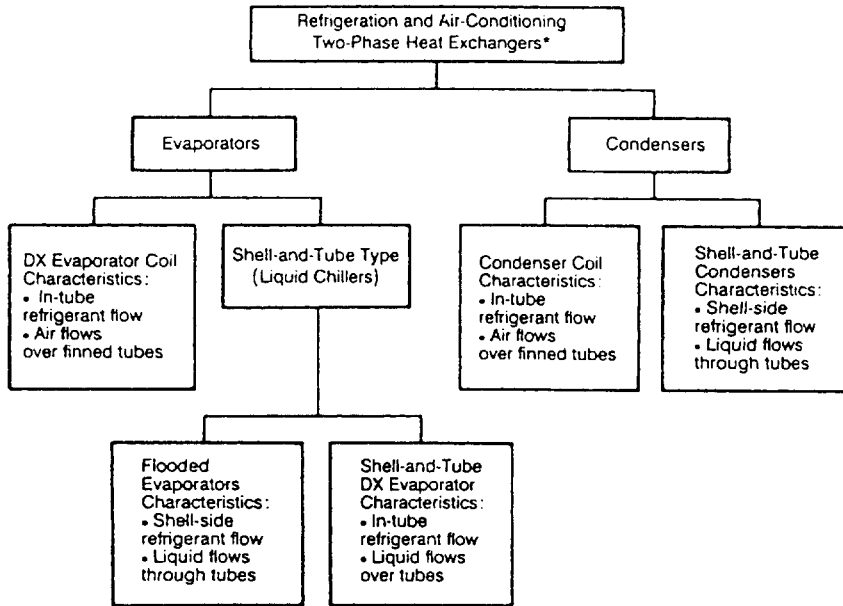 Refrigeration and Air-Conditioning
Two-Phase Heat Exchangers*
Evaporators
Condensers
DX Evaporator Coil
Characteristics:
• In-tube
refrigerant flow
• Air flows
over finned tubes
Shell-and-Tube Type
(Liquid Chillers)
Condenser Coil
Characteristics:
• In-tube
refrigerant flow
• Air flows
over finned tubes
Shell-and-Tube
Condensers
Characteristics:
• Shell-side
refrigerant flow
• Liquid flows
through tubes
Flooded
Evaporators
Characteristics:
• Shell-side
refrigerant flow
• Liquid flows
through tubes
Shell-and-Tube
DX Evaporator
Characteristics:
• In-tube
refrigerant flow
• Liquid flows
over tubes